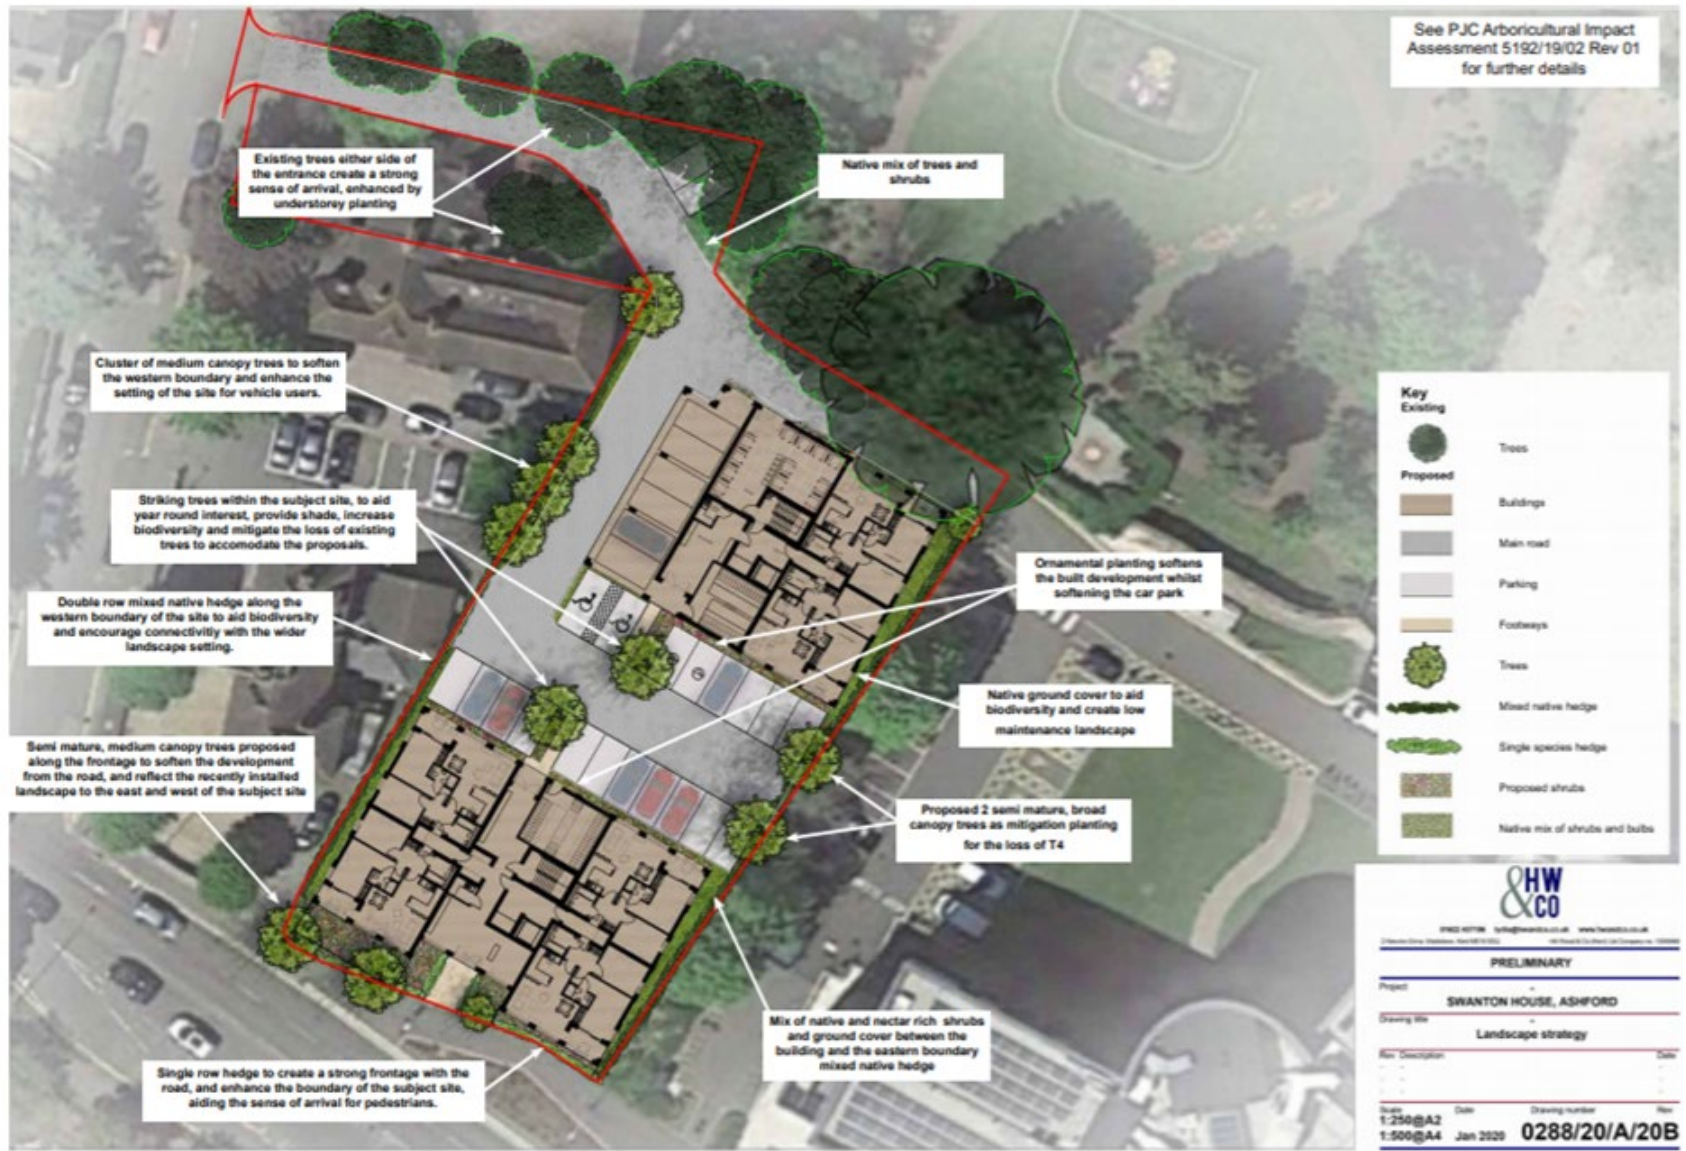 See PJC Arboricultural Impact
Assessment 5192/19/02 Rev 01
for further details
Existing trees either side of
the entrance create a strong
sense of arrival, enhanced by
understorey planting
Native mix of trees and
shrubs
Cluster of medium canopy trees to soften
the western boundary and enhance the
setting of the site for vehicle users.
Striking trees within the subject site, to aid
year round interest, provide shade, increase
biodiversity and mitigate the loss of existing
trees to accomodate the proposals.
Double row mixed native hedge along the
western boundary of the site to aid biodiversity
and encourage connectivitiy with the wider
landscape setting.
Semi mature, medium canopy trees proposed
along the frontage to soften the development
from the road, and reflect the recently installed
landscape to the east and west of the subject site
Single row hedge to create a strong frontage with the
road, and enhance the boundary of the subject site,
aiding the sense of arrival for pedestrians.
Ornamental planting softens
the built development whilst
softening the car park
Native ground cover to aid
biodiversity and create low
maintenance landscape
Proposed 2 semi mature, broad
canopy trees as mitigation planting
for the loss of T4
Mix of native and nectar rich shrubs
and ground cover between the
building and the eastern boundary
mixed native hedge
Key
Existing
Trees
Proposed
Buildings
Main road
Parking
Footways
Trees
Mixed native hedge
Single species hedge
Proposed shrubs
Native mix of shrubs and bulbs
&HW
CO
PRELIMINARY
Project
SWANTON HOUSE, ASHFORD
Drawing title
Landscape strategy
Rev Description Date
Scale Date Drawing number Rev
1:250@A2
1:500@A4 Jan 2020 0288/20/A/20B